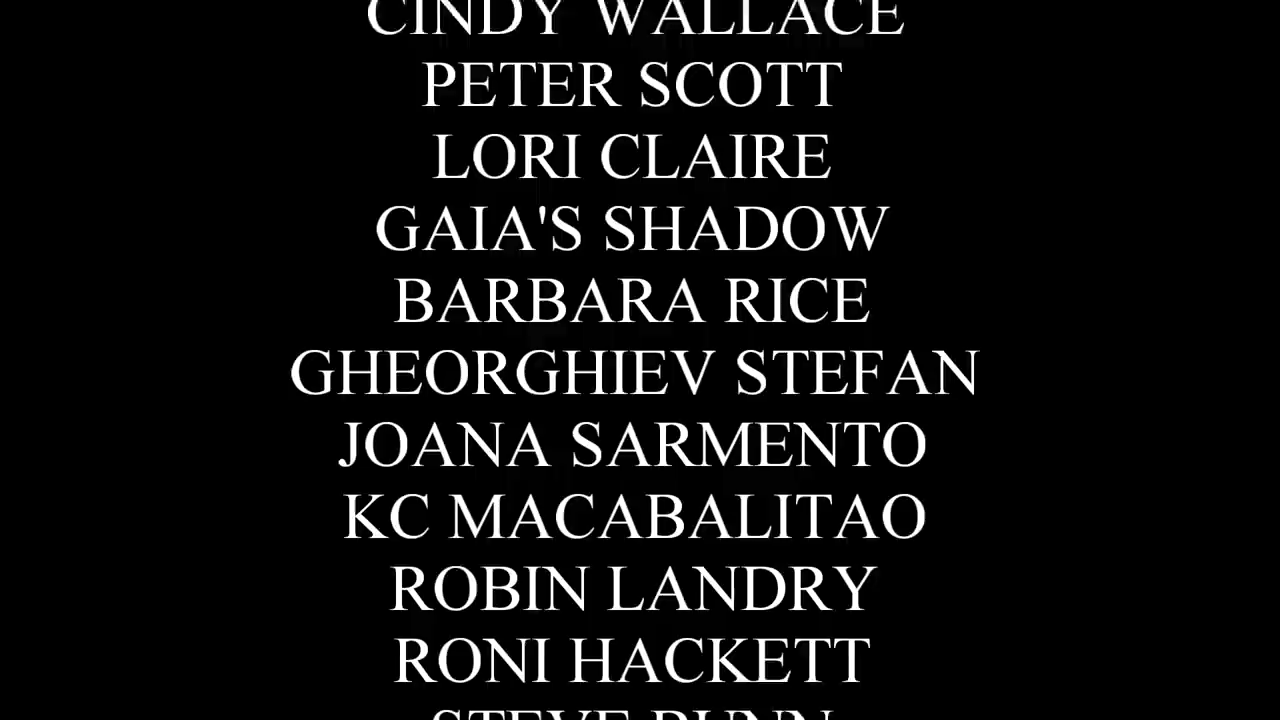 CINDY WALLACE
PETER SCOTT
LORI CLAIRE
GAIA'S SHADOW
BARBARA RICE
GHEORGHIEV STEFAN
JOANA SARMENTO
KC MACABALITAO
ROBIN LANDRY
RONI HACKETT
STEVE